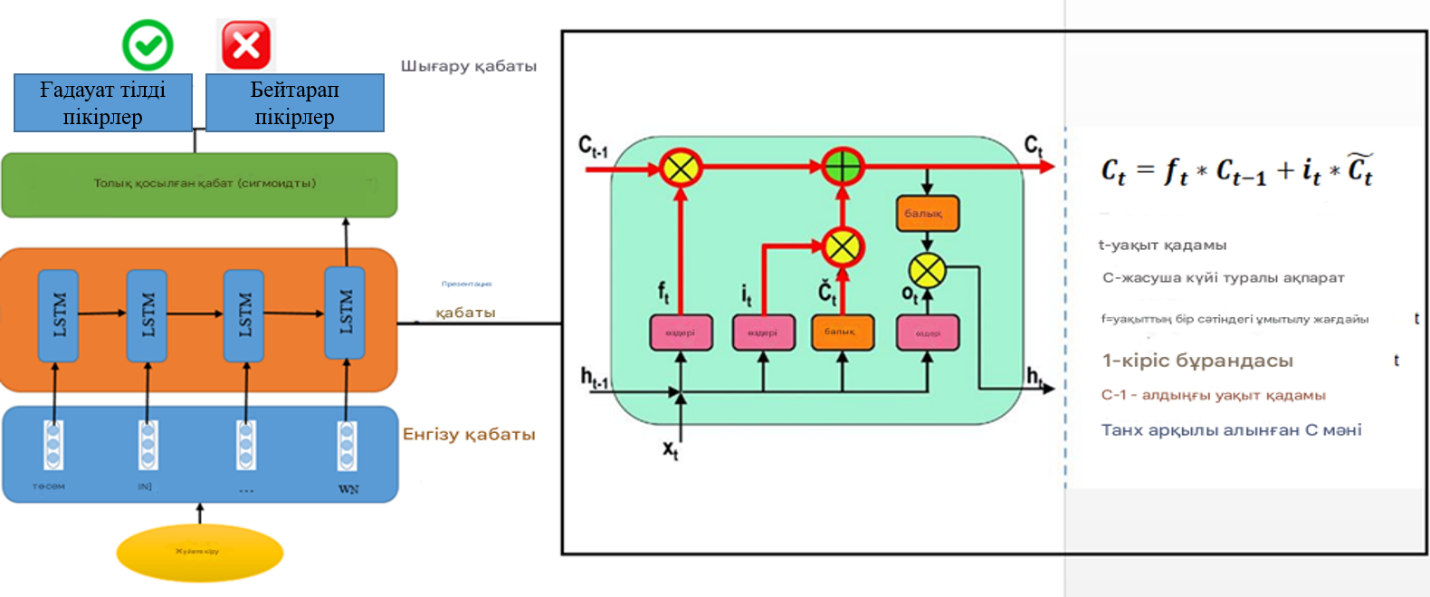 Ғадауат тілді
пікірлер
Бейтарап
пікірлер
Шығару қабаты
Толық қосылған қабат (сигмоидты)
LSTM
LSTM
LSTM
LSTM
Презентация
қабаты
Енгізу қабаты
төсем
IN]
...
WN
Жүйеге кіру
Cₜ₋₁
Cₜ
балық
fₜ
iₜ
Čₜ
oₜ
өздері
өздері
балық
өздері
hₜ₋₁
hₜ
xₜ
Cₜ = fₜ * Cₜ₋₁ + iₜ * C̃ₜ
t-уақыт қадамы
C-жасуша күйі туралы ақпарат
f=уақыттың бір сәтіндегі ұмытылу жағдайы t
1-кіріс бұрандасы t
C-1 - алдыңғы уақыт қадамы
Танх арқылы алынған C мәні